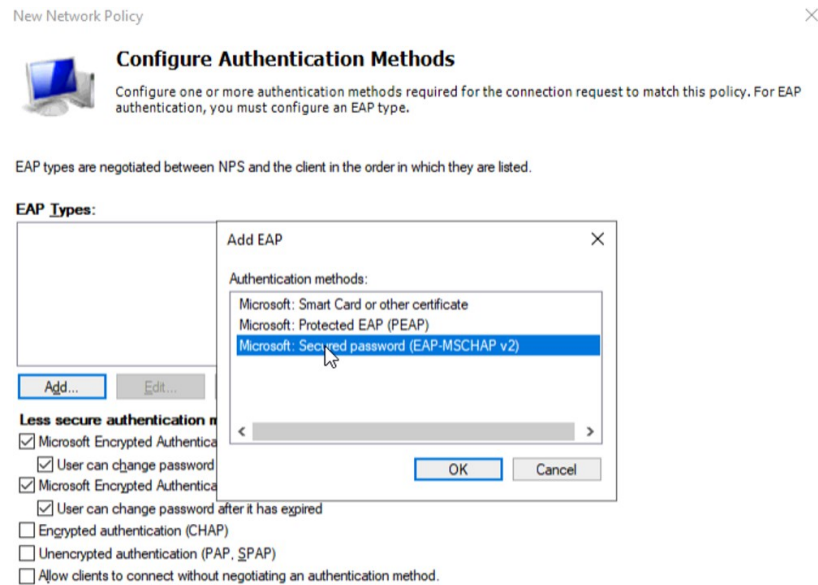 New Network Policy
Configure Authentication Methods
Configure one or more authentication methods required for the connection request to match this policy. For EAP
authentication, you must configure an EAP type.
EAP types are negotiated between NPS and the client in the order in which they are listed.
EAP Types:
Add EAP
Authentication methods:
Microsoft: Smart Card or other certificate
Microsoft: Protected EAP (PEAP)
Microsoft: Secured password (EAP-MSCHAP v2)
OK Cancel
Add... Edit...
Less secure authentication m
Microsoft Encrypted Authentica
User can change password
Microsoft Encrypted Authentica
User can change password after it has expired
Encrypted authentication (CHAP)
Unencrypted authentication (PAP, SPAP)
Allow clients to connect without negotiating an authentication method.